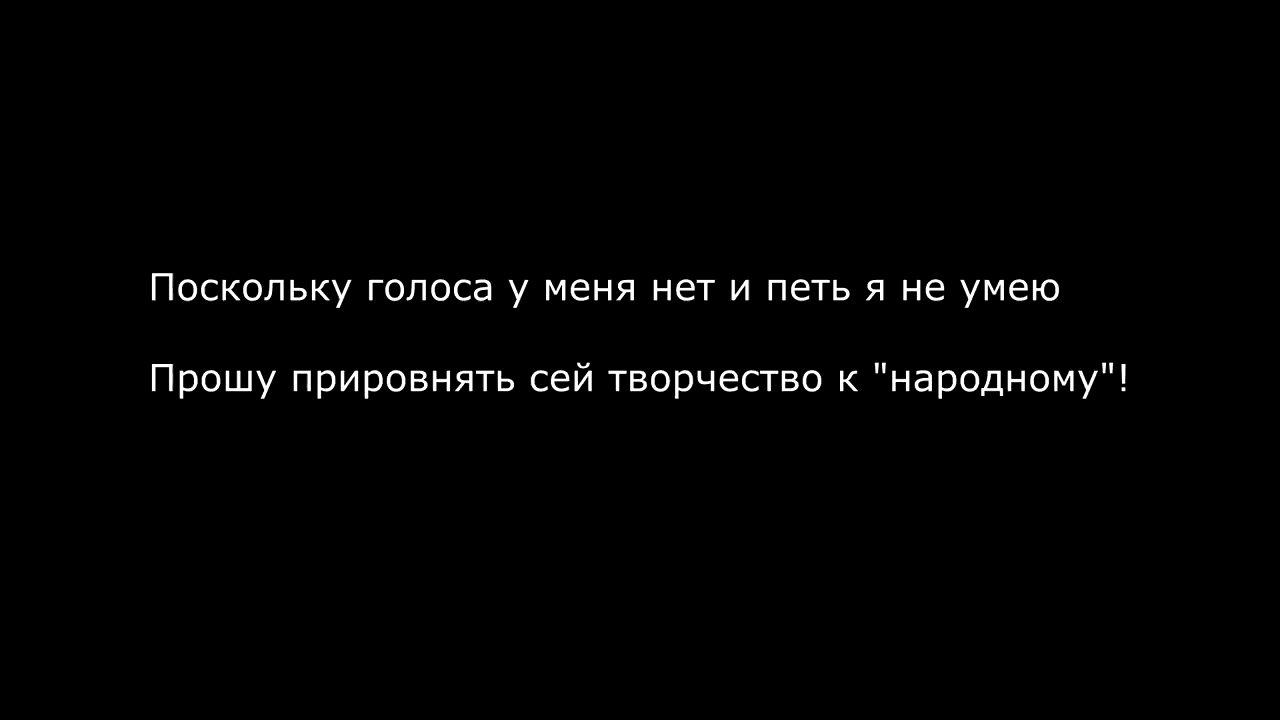 Поскольку голоса у меня нет и петь я не умею
Прошу прировнять сей творчество к "народному"!